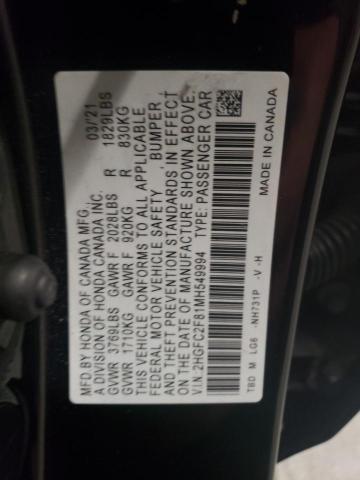 MFD.BY HONDA OF CANADA MFG., 03/'21
A DIVISION OF HONDA CANADA INC.
GVWR 3769LBS GAWR F 2028LBS R 1829LBS
GVWR 1710KG GAWR F 920KG R 830KG
THIS VEHICLE CONFORMS TO ALL APPLICABLE
FEDERAL MOTOR VEHICLE SAFETY , BUMPER ,
AND THEFT PREVENTION STANDARDS IN EFFECT
ON THE DATE OF MANUFACTURE SHOWN ABOVE.
V.I.N.:2HGFC2F81MH549994 TYPE: PASSENGER CAR
TBD M LG6 -NH731P -V -H MADE IN CANADA